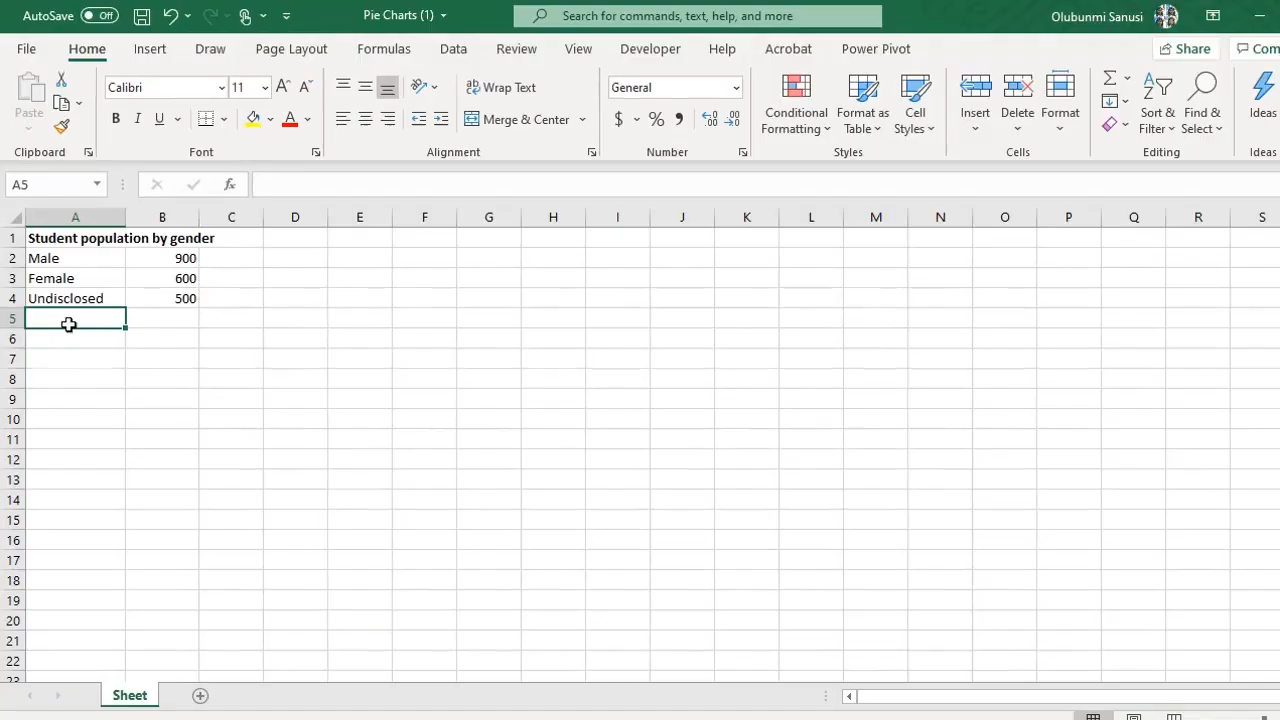 AutoSave Off Pie Charts (1) Search for commands, text, help, and more Olubunmi Sanusi
File Home Insert Draw Page Layout Formulas Data Review View Developer Help Acrobat Power Pivot Share Com
Paste Calibri 11 A A B I U A ab Wrap Text Merge & Center General $ % 9 Conditional Formatting Format as Table Cell Styles Insert Delete Format Sort & Filter Find & Select Ideas
Clipboard Font Alignment Number Styles Cells Editing Ideas
A5 fx
A B C D E F G H I J K L M N O P Q R S
1 Student population by gender
2 Male 900
3 Female 600
4 Undisclosed 500
5
6
7
8
9
10
11
12
13
14
15
16
17
18
19
20
21
22
23
Sheet